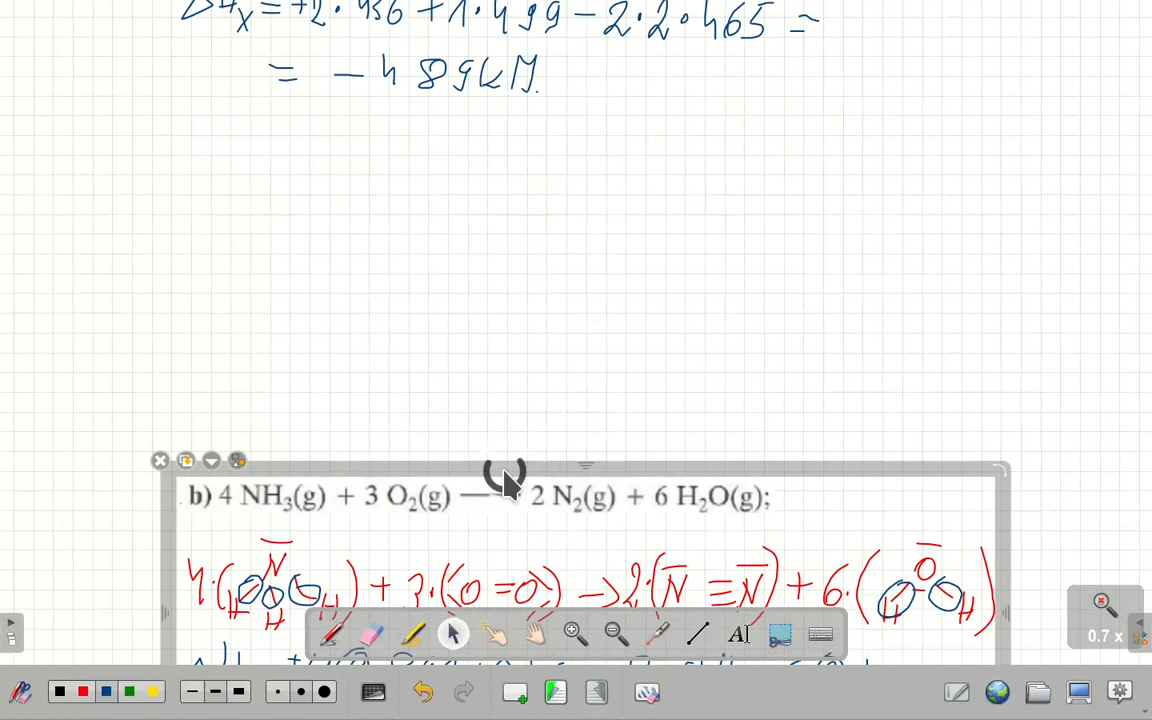 ΔHx = +2·436 + 1·499 − 2·2·465 =
= − 489kJ.
b) 4 NH₃(g) + 3 O₂(g) → 2 N₂(g) + 6 H₂O(g);
4·(N H H H) + 3·(O=O) → 2·(N≡N) + 6·(O H H)
0.7 x